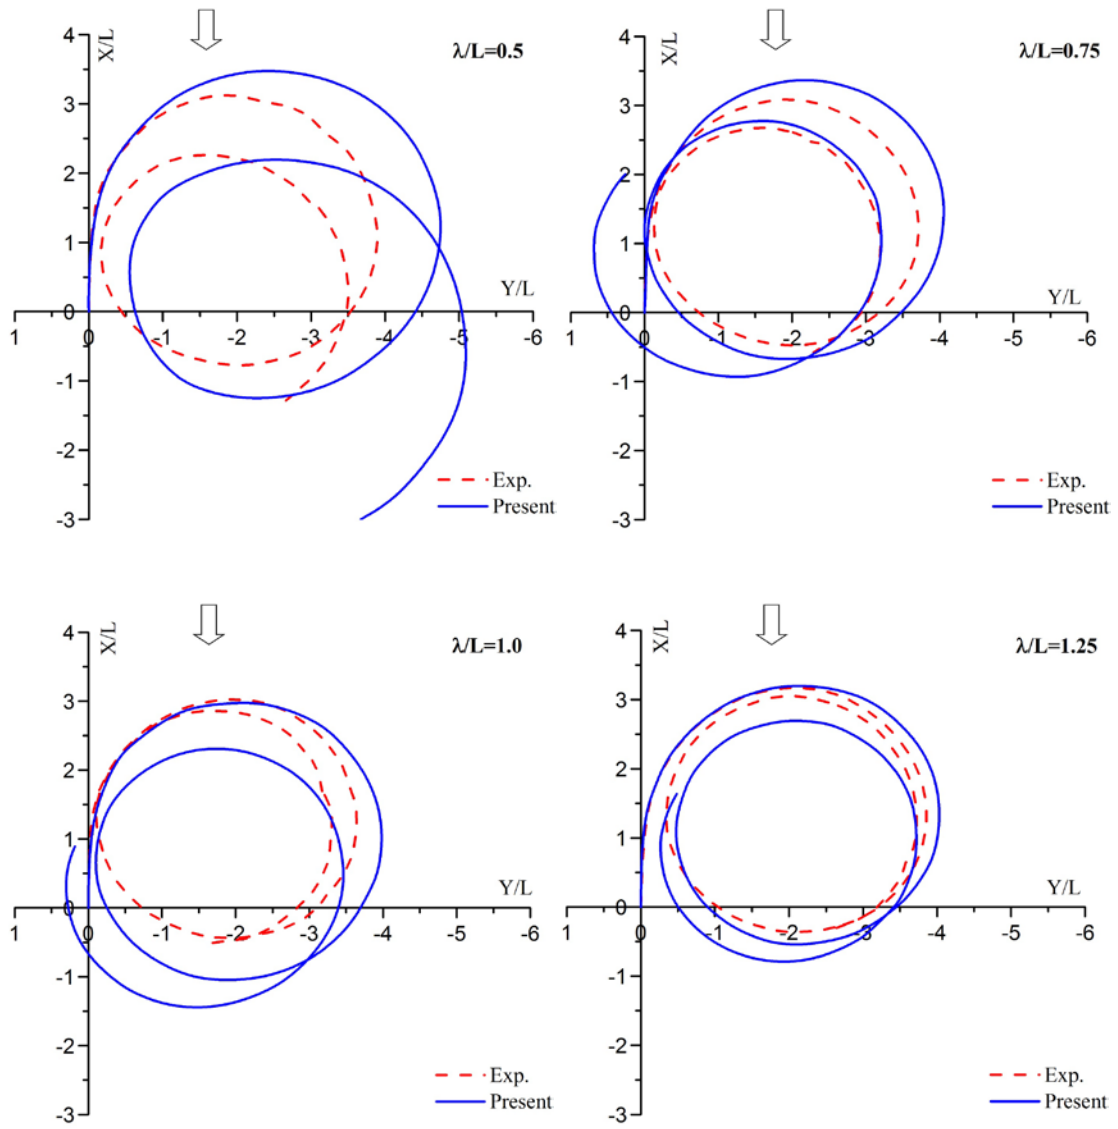 4
X/L
λ/L=0.5
3
2
1
Y/L
0
1 0 -1 -2 -3 -4 -5 -6
-1
-2
Exp.
Present
-3
4
X/L
λ/L=0.75
3
2
1
Y/L
0
1 0 -1 -2 -3 -4 -5 -6
-1
-2
Exp.
Present
-3
4
X/L
λ/L=1.0
3
2
1
Y/L
0
1 0 -1 -2 -3 -4 -5 -6
-1
-2
Exp.
Present
-3
4
X/L
λ/L=1.25
3
2
1
Y/L
0
1 0 -1 -2 -3 -4 -5 -6
-1
-2
Exp.
Present
-3